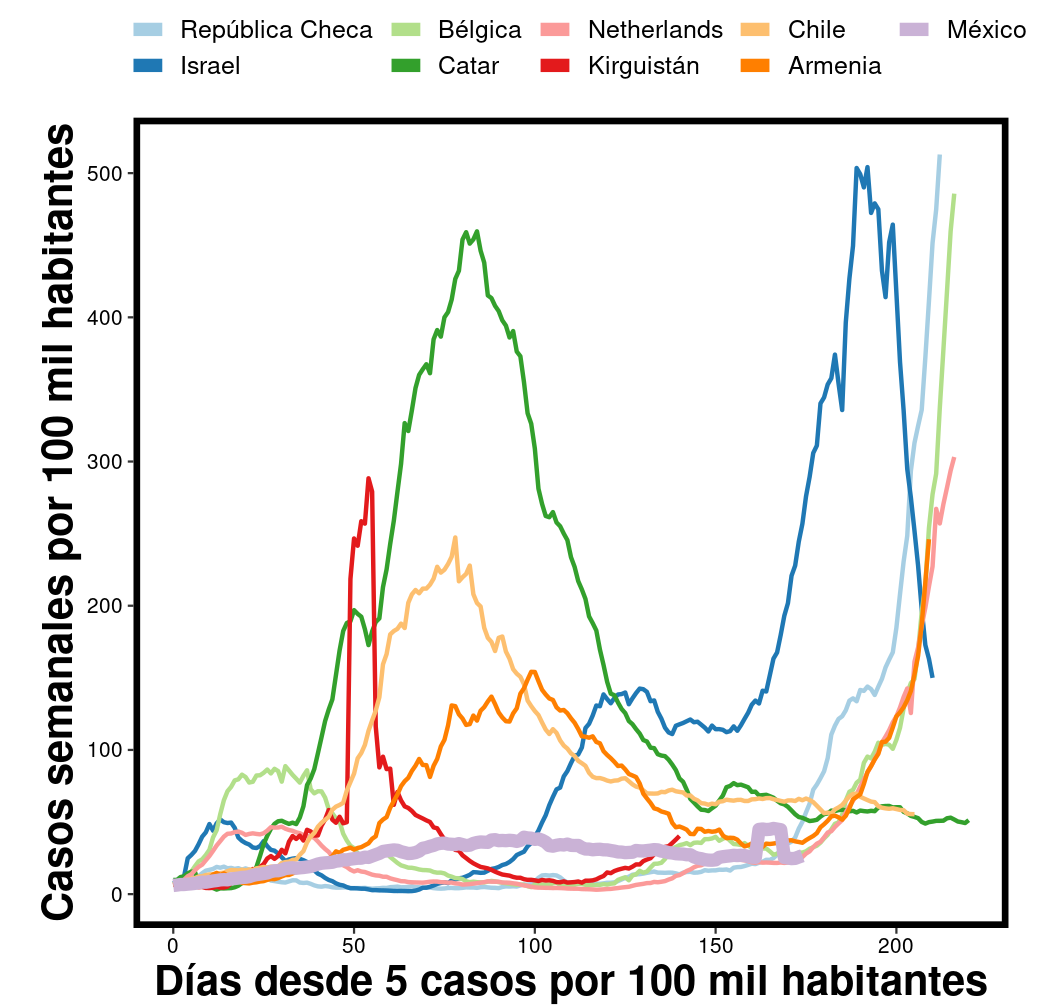 República Checa Bélgica Netherlands Chile México
Israel Catar Kirguistán Armenia
Casos semanales por 100 mil habitantes
500
400
300
200
100
0
0 50 100 150 200
Días desde 5 casos por 100 mil habitantes